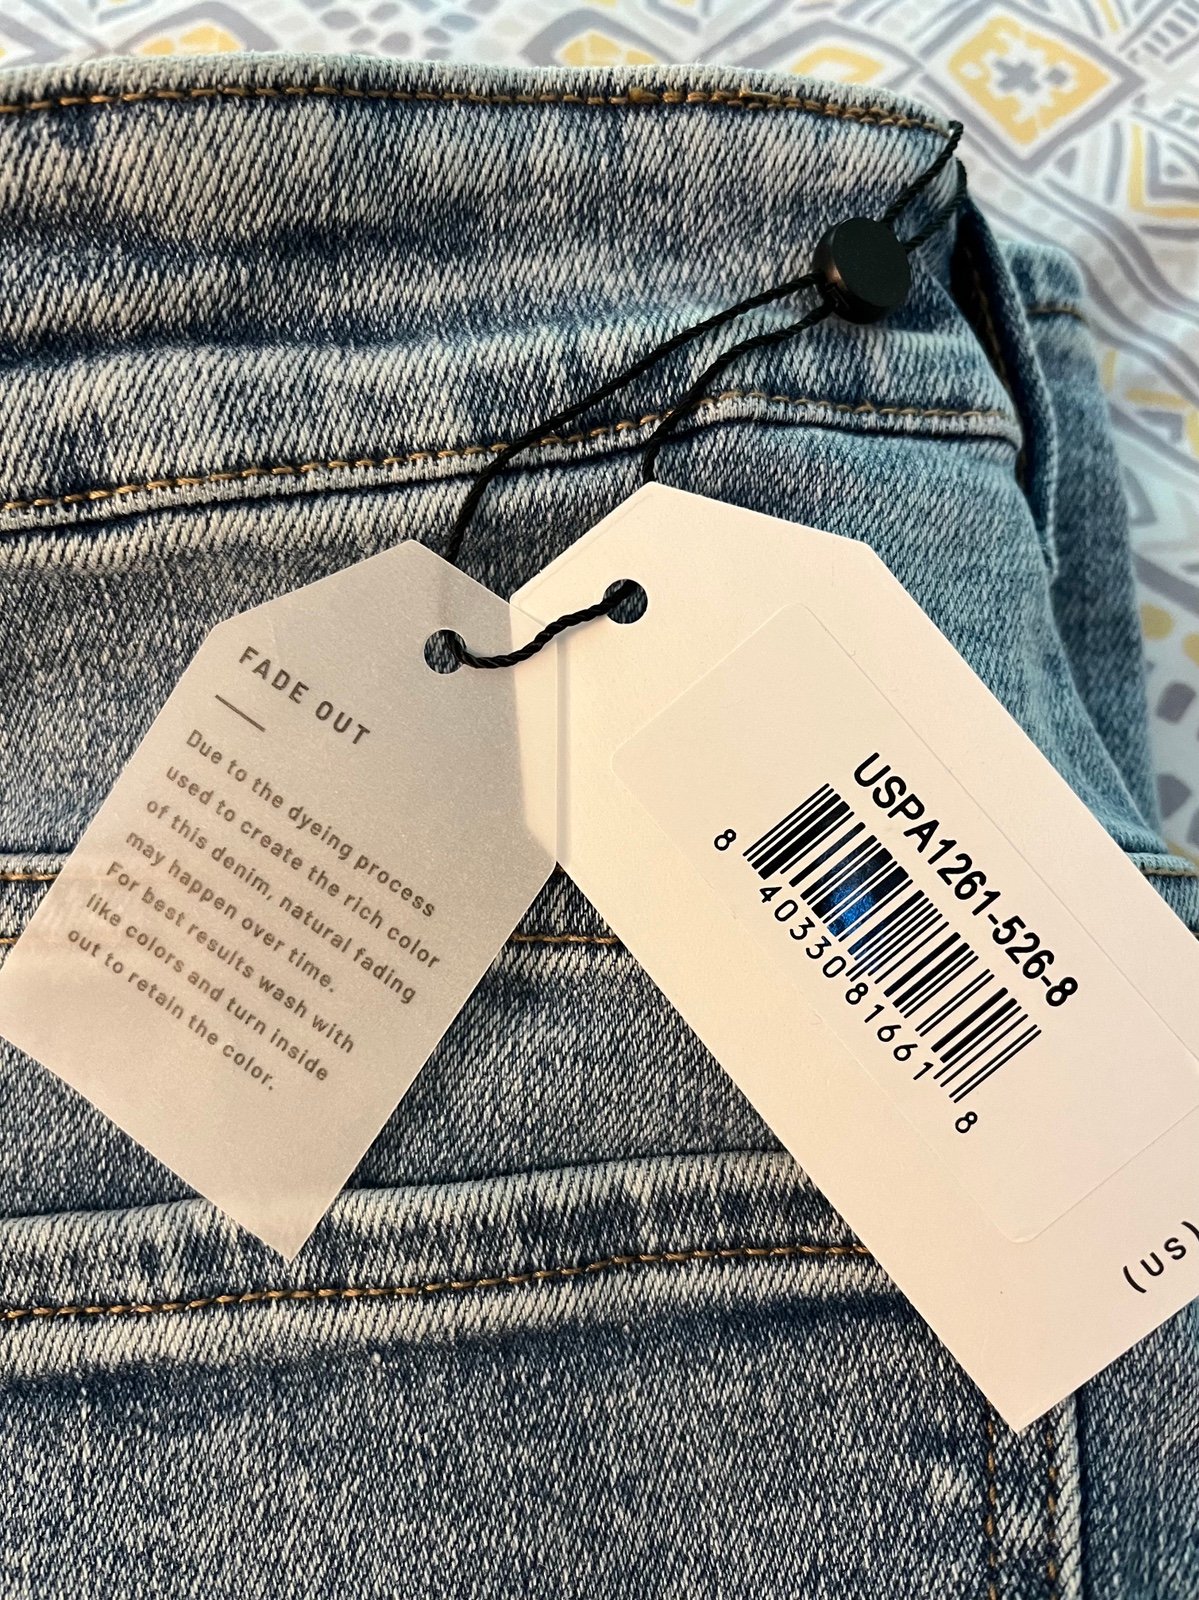 FADE OUT
Due to the dyeing process
used to create the rich color
of this denim, natural fading
may happen over time.
For best results wash with
like colors and turn inside
out to retain the color.
USPA1261-526-8
8 40330 81661 8
(US)